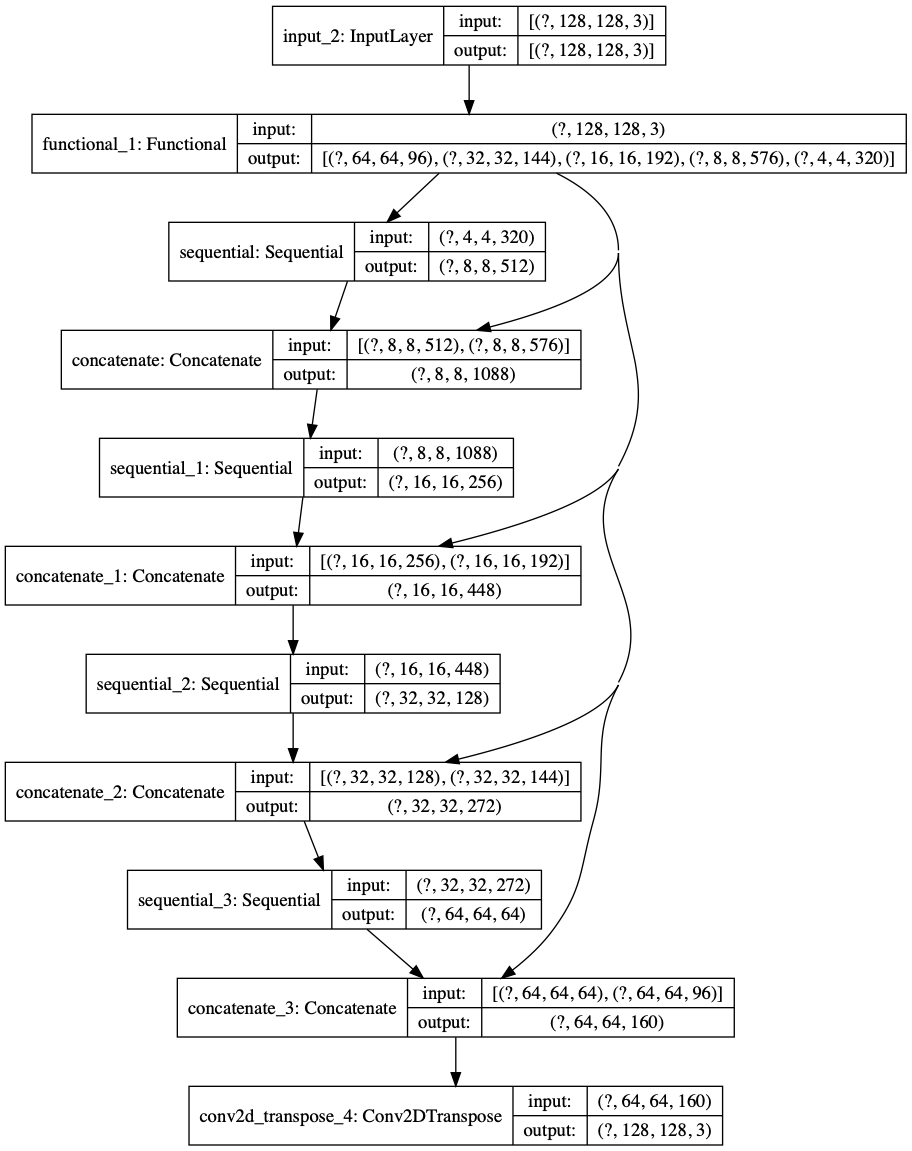 input_2: InputLayer
input: [(?, 128, 128, 3)]
output: [(?, 128, 128, 3)]
functional_1: Functional
input: (?, 128, 128, 3)
output: [(?, 64, 64, 96), (?, 32, 32, 144), (?, 16, 16, 192), (?, 8, 8, 576), (?, 4, 4, 320)]
sequential: Sequential
input: (?, 4, 4, 320)
output: (?, 8, 8, 512)
concatenate: Concatenate
input: [(?, 8, 8, 512), (?, 8, 8, 576)]
output: (?, 8, 8, 1088)
sequential_1: Sequential
input: (?, 8, 8, 1088)
output: (?, 16, 16, 256)
concatenate_1: Concatenate
input: [(?, 16, 16, 256), (?, 16, 16, 192)]
output: (?, 16, 16, 448)
sequential_2: Sequential
input: (?, 16, 16, 448)
output: (?, 32, 32, 128)
concatenate_2: Concatenate
input: [(?, 32, 32, 128), (?, 32, 32, 144)]
output: (?, 32, 32, 272)
sequential_3: Sequential
input: (?, 32, 32, 272)
output: (?, 64, 64, 64)
concatenate_3: Concatenate
input: [(?, 64, 64, 64), (?, 64, 64, 96)]
output: (?, 64, 64, 160)
conv2d_transpose_4: Conv2DTranspose
input: (?, 64, 64, 160)
output: (?, 128, 128, 3)